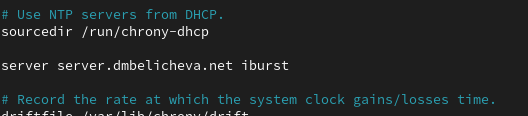 # Use NTP servers from DHCP.
sourcedir /run/chrony-dhcp
server server.dmbelicheva.net iburst
# Record the rate at which the system clock gains/losses time.
driftfile /var/lib/chrony/drift